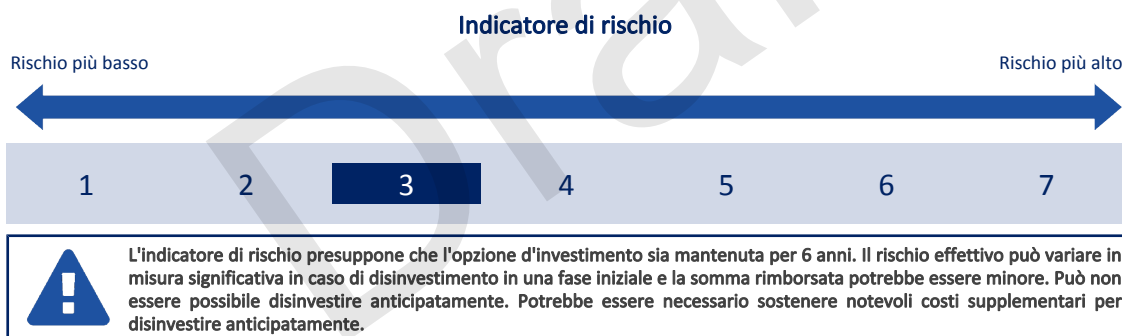 Indicatore di rischio
Rischio più basso
Rischio più alto
1 2 3 4 5 6 7
L'indicatore di rischio presuppone che l'opzione d'investimento sia mantenuta per 6 anni. Il rischio effettivo può variare in
misura significativa in caso di disinvestimento in una fase iniziale e la somma rimborsata potrebbe essere minore. Può non
essere possibile disinvestire anticipatamente. Potrebbe essere necessario sostenere notevoli costi supplementari per
disinvestire anticipatamente.